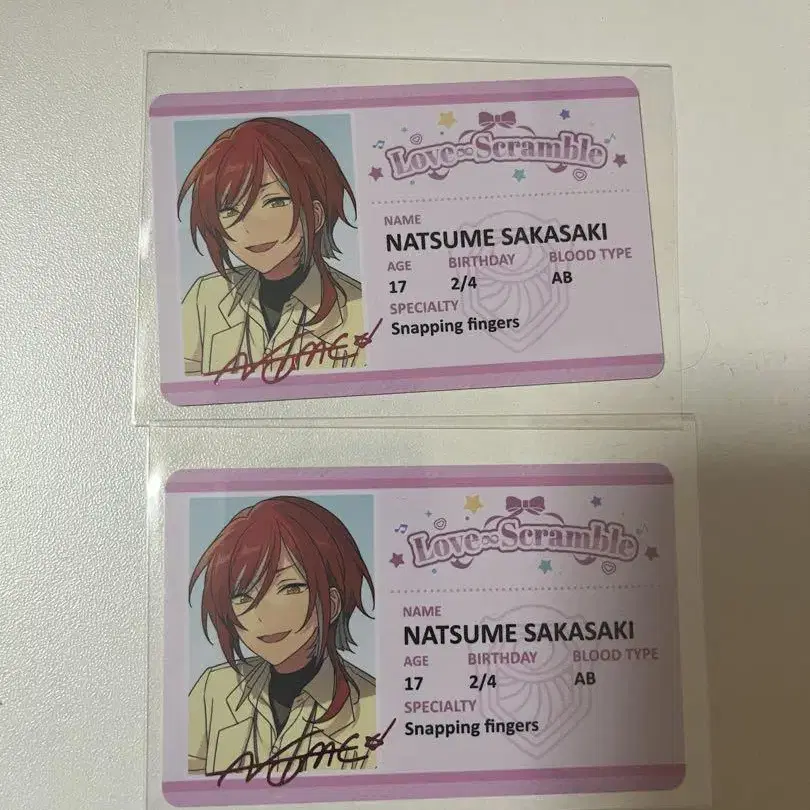 Love∞Scramble
NAME
NATSUME SAKASAKI
AGE BIRTHDAY BLOOD TYPE
17 2/4 AB
SPECIALTY
Snapping fingers
Love∞Scramble
NAME
NATSUME SAKASAKI
AGE BIRTHDAY BLOOD TYPE
17 2/4 AB
SPECIALTY
Snapping fingers